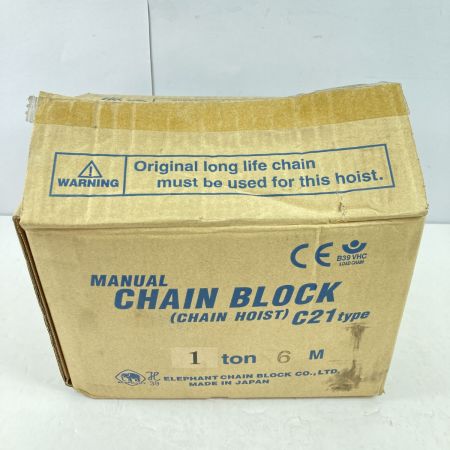 WARNING
Original long life chain
must be used for this hoist.
CE
B39 VHC
LOAD CHAIN
MANUAL
CHAIN BLOCK
(CHAIN HOIST) C21 type
1 ton 6 M
39 ELEPHANT CHAIN BLOCK CO., LTD.
MADE IN JAPAN